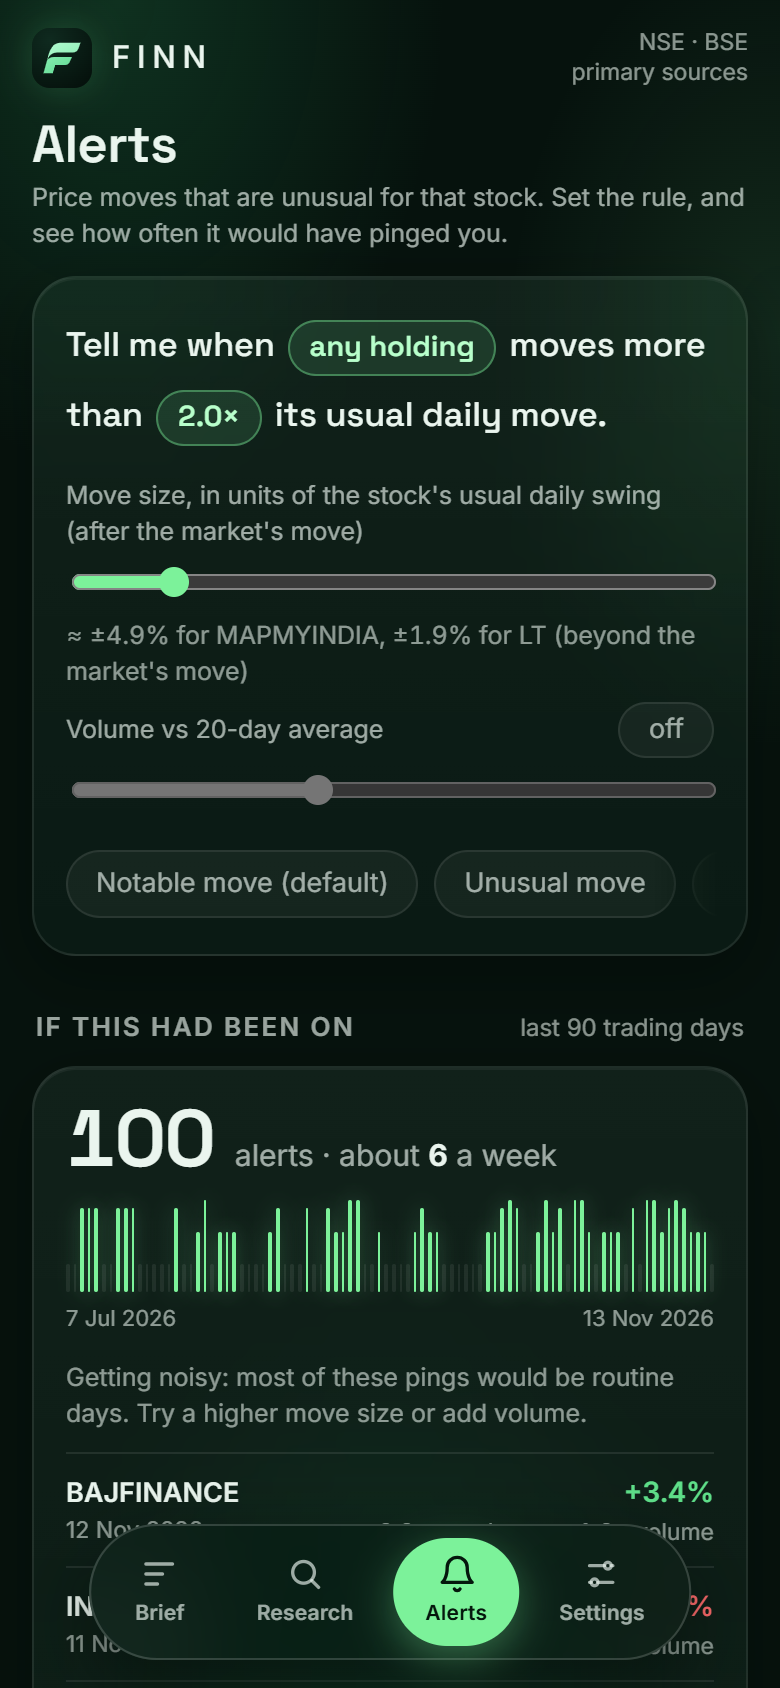 FINN
NSE · BSE
primary sources
Alerts
Price moves that are unusual for that stock. Set the rule, and
see how often it would have pinged you.
Tell me when any holding moves more
than 2.0× its usual daily move.
Move size, in units of the stock's usual daily swing
(after the market's move)
≈ ±4.9% for MAPMYINDIA, ±1.9% for LT (beyond the
market's move)
Volume vs 20-day average off
Notable move (default) Unusual move
IF THIS HAD BEEN ON last 90 trading days
100 alerts · about 6 a week
7 Jul 2026 13 Nov 2026
Getting noisy: most of these pings would be routine
days. Try a higher move size or add volume.
BAJFINANCE +3.4%
12 Nov
IN %
11
Brief Research Alerts Settings